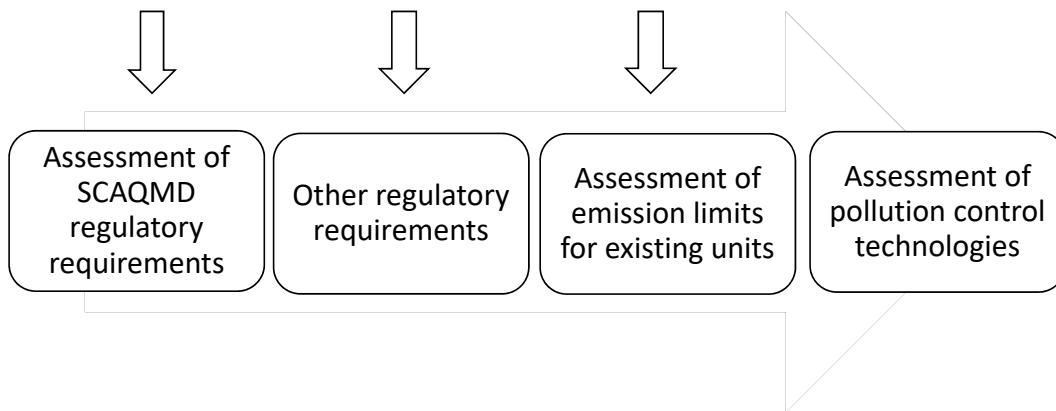 Assessment of
SCAQMD
regulatory
requirements
Other regulatory
requirements
Assessment of
emission limits
for existing units
Assessment of
pollution control
technologies